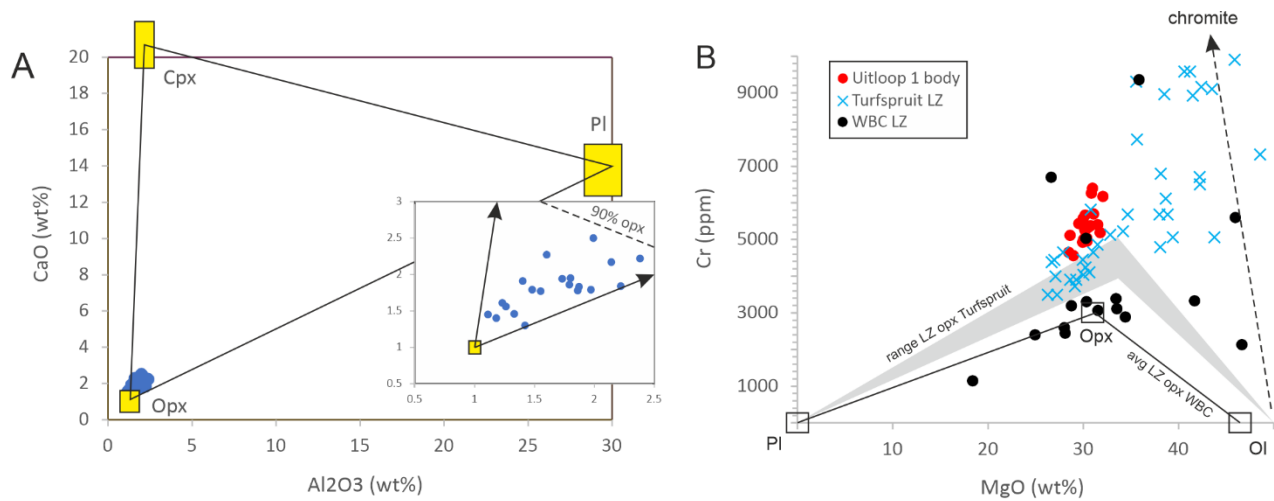 A
20
18
16
14
12
10
8
6
4
2
0
CaO (wt%)
Cpx
Pl
Opx
3
2.5
2
1.5
1
0.5
90% opx
0.5
1
1.5
2
2.5
0
5
10
15
20
25
30
Al2O3 (wt%)
B
chromite
Uitloop 1 body
Turfspruit LZ
WBC LZ
9000
7000
5000
3000
1000
Cr (ppm)
range LZ opx Turfspruit
Opx
avg LZ opx WBC
Pl
Ol
10
20
30
40
MgO (wt%)